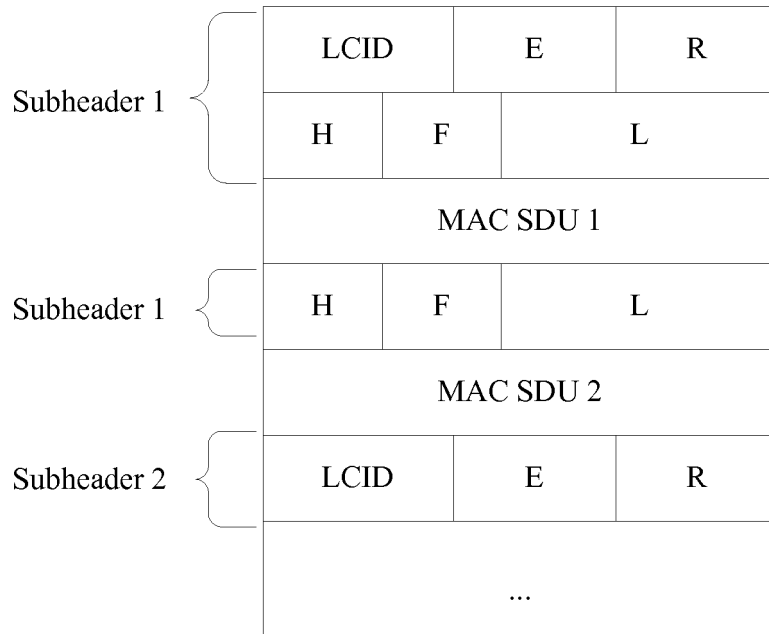 LCID E R
Subheader 1
H F L
MAC SDU 1
Subheader 1 H F L
MAC SDU 2
Subheader 2 LCID E R
...